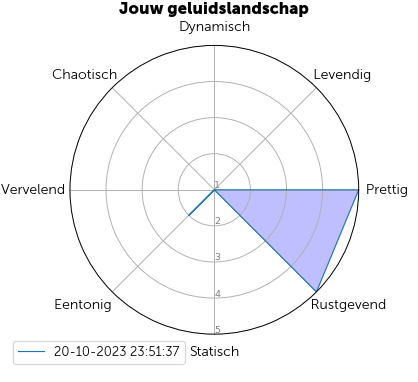 Jouw geluidslandschap
Dynamisch
Chaotisch
Levendig
Vervelend
1
Prettig
2
3
4
Eentonig
Rustgevend
5
20-10-2023 23:51:37
Statisch